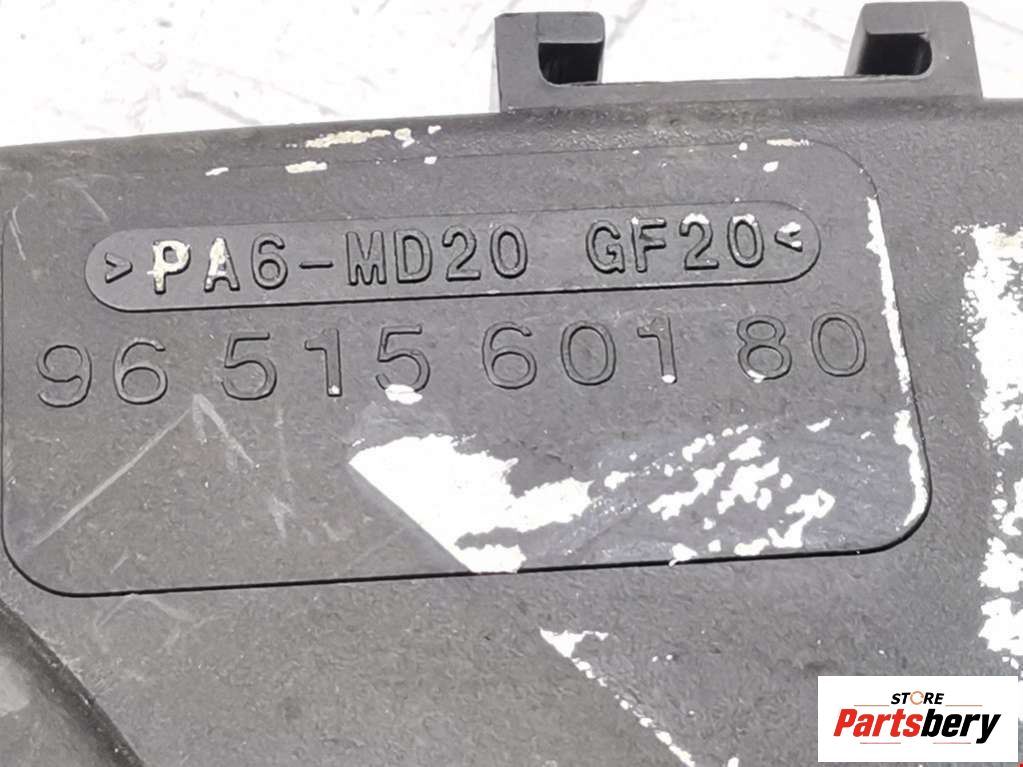 >PA6-MD20 GF20<
96 515 601 80
STORE
Partsbery